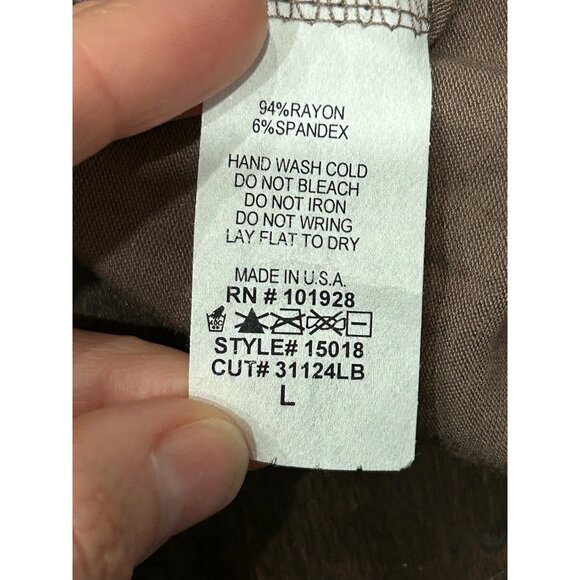 94%RAYON
6%SPANDEX
HAND WASH COLD
DO NOT BLEACH
DO NOT IRON
DO NOT WRING
LAY FLAT TO DRY
MADE IN U.S.A.
RN # 101928
STYLE# 15018
CUT# 31124LB
L